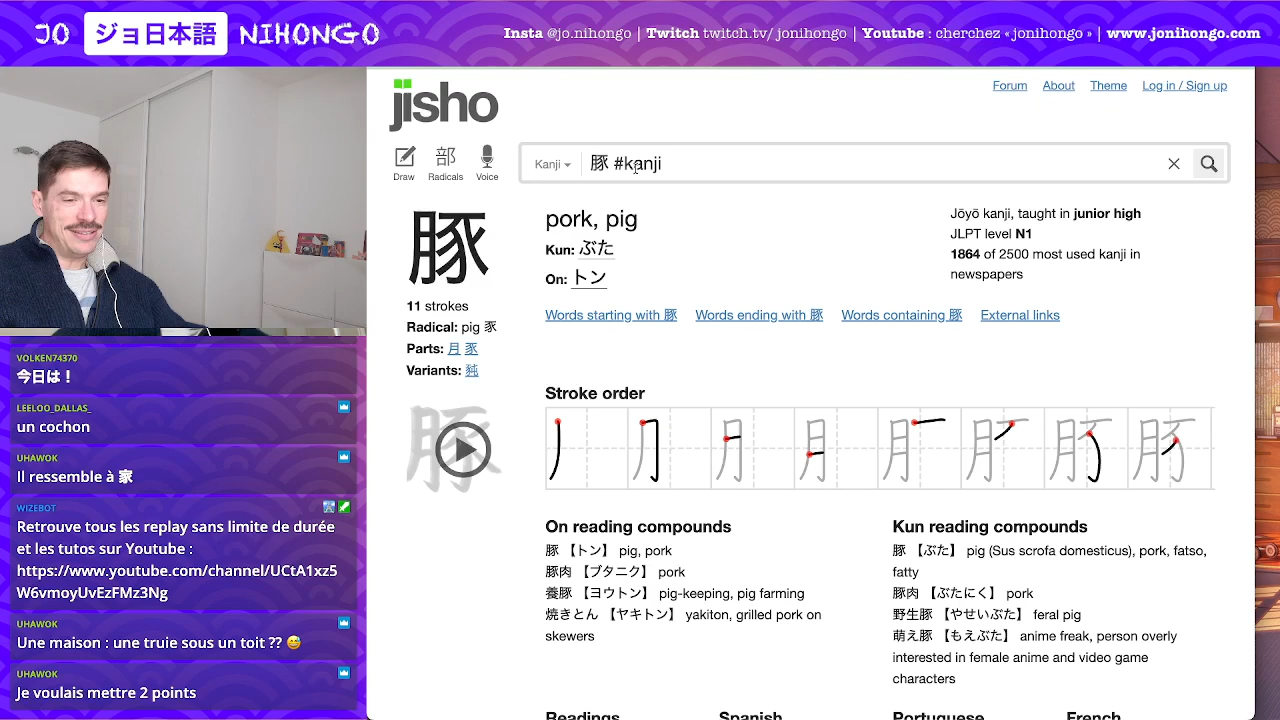 JO ジョ日本語 NIHONGO
Insta @jo.nihongo | Twitch twitch.tv/ jonihongo | Youtube : cherchez « jonihongo » | www.jonihongo.com
jisho
Forum About Theme Log in / Sign up
部
Draw Radicals Voice
Kanji 豚 #kanji
豚
11 strokes
Radical: pig 豕
Parts: 月 豕
Variants: 豘
豚
pork, pig
Kun: ぶた
On: トン
Jōyō kanji, taught in junior high
JLPT level N1
1864 of 2500 most used kanji in
newspapers
Words starting with 豚 Words ending with 豚 Words containing 豚 External links
Stroke order
On reading compounds
豚 【トン】 pig, pork
豚肉 【ブタニク】 pork
養豚 【ヨウトン】 pig-keeping, pig farming
焼きとん 【ヤキトン】 yakiton, grilled pork on
skewers
Kun reading compounds
豚 【ぶた】 pig (Sus scrofa domesticus), pork, fatso,
fatty
豚肉 【ぶたにく】 pork
野生豚 【やせいぶた】 feral pig
萌え豚 【もえぶた】 anime freak, person overly
interested in female anime and video game
characters
Readings Spanish Portuguese French
VOLKEN74370
今日は！
LEELOO_DALLAS_
un cochon
UHAWOK
Il ressemble à 家
WIZEBOT
Retrouve tous les replay sans limite de durée
et les tutos sur Youtube :
https://www.youtube.com/channel/UCtA1xz5
W6vmoyUvEzFMz3Ng
UHAWOK
Une maison : une truie sous un toit ?? 😅
UHAWOK
Je voulais mettre 2 points